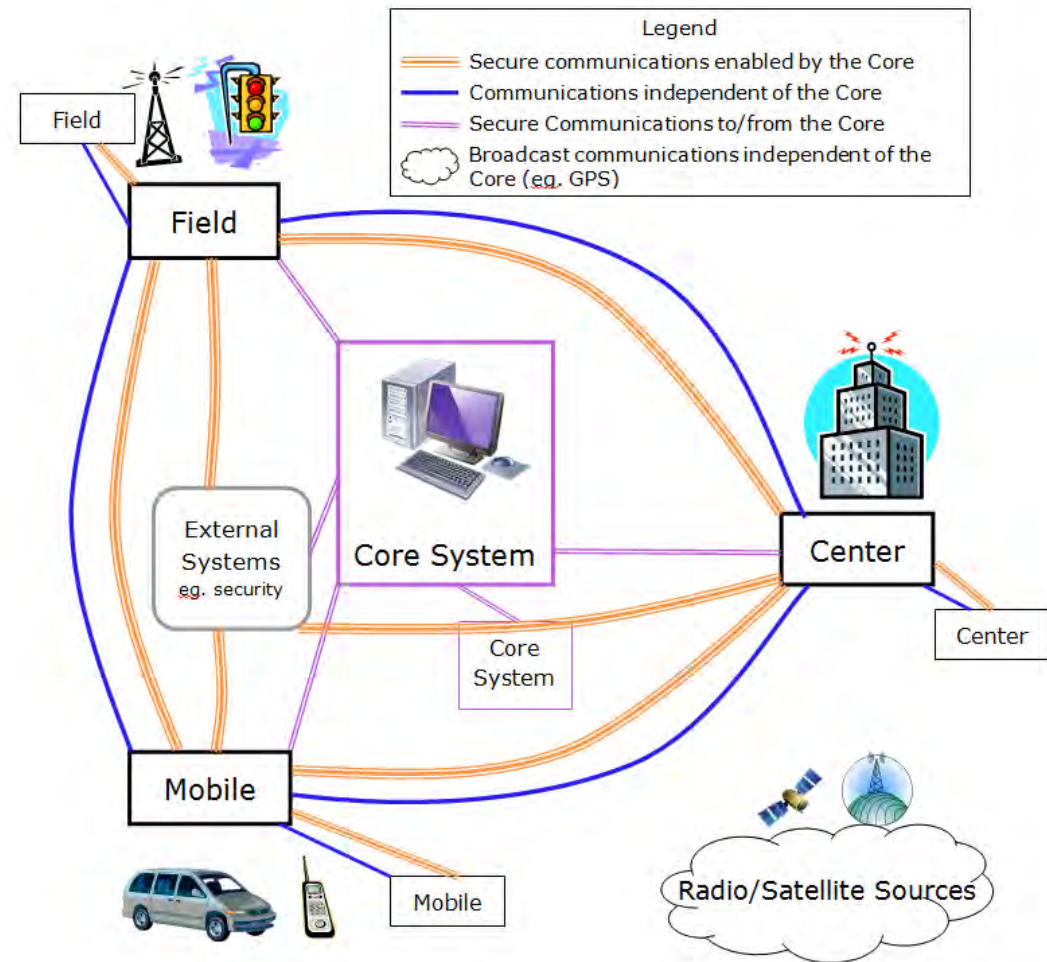 Legend
Secure communications enabled by the Core
Communications independent of the Core
Secure Communications to/from the Core
Broadcast communications independent of the
Core (eg. GPS)
Field
Field
External
Systems
eg. security
Core System
Center
Center
Core
System
Mobile
Mobile
Radio/Satellite Sources